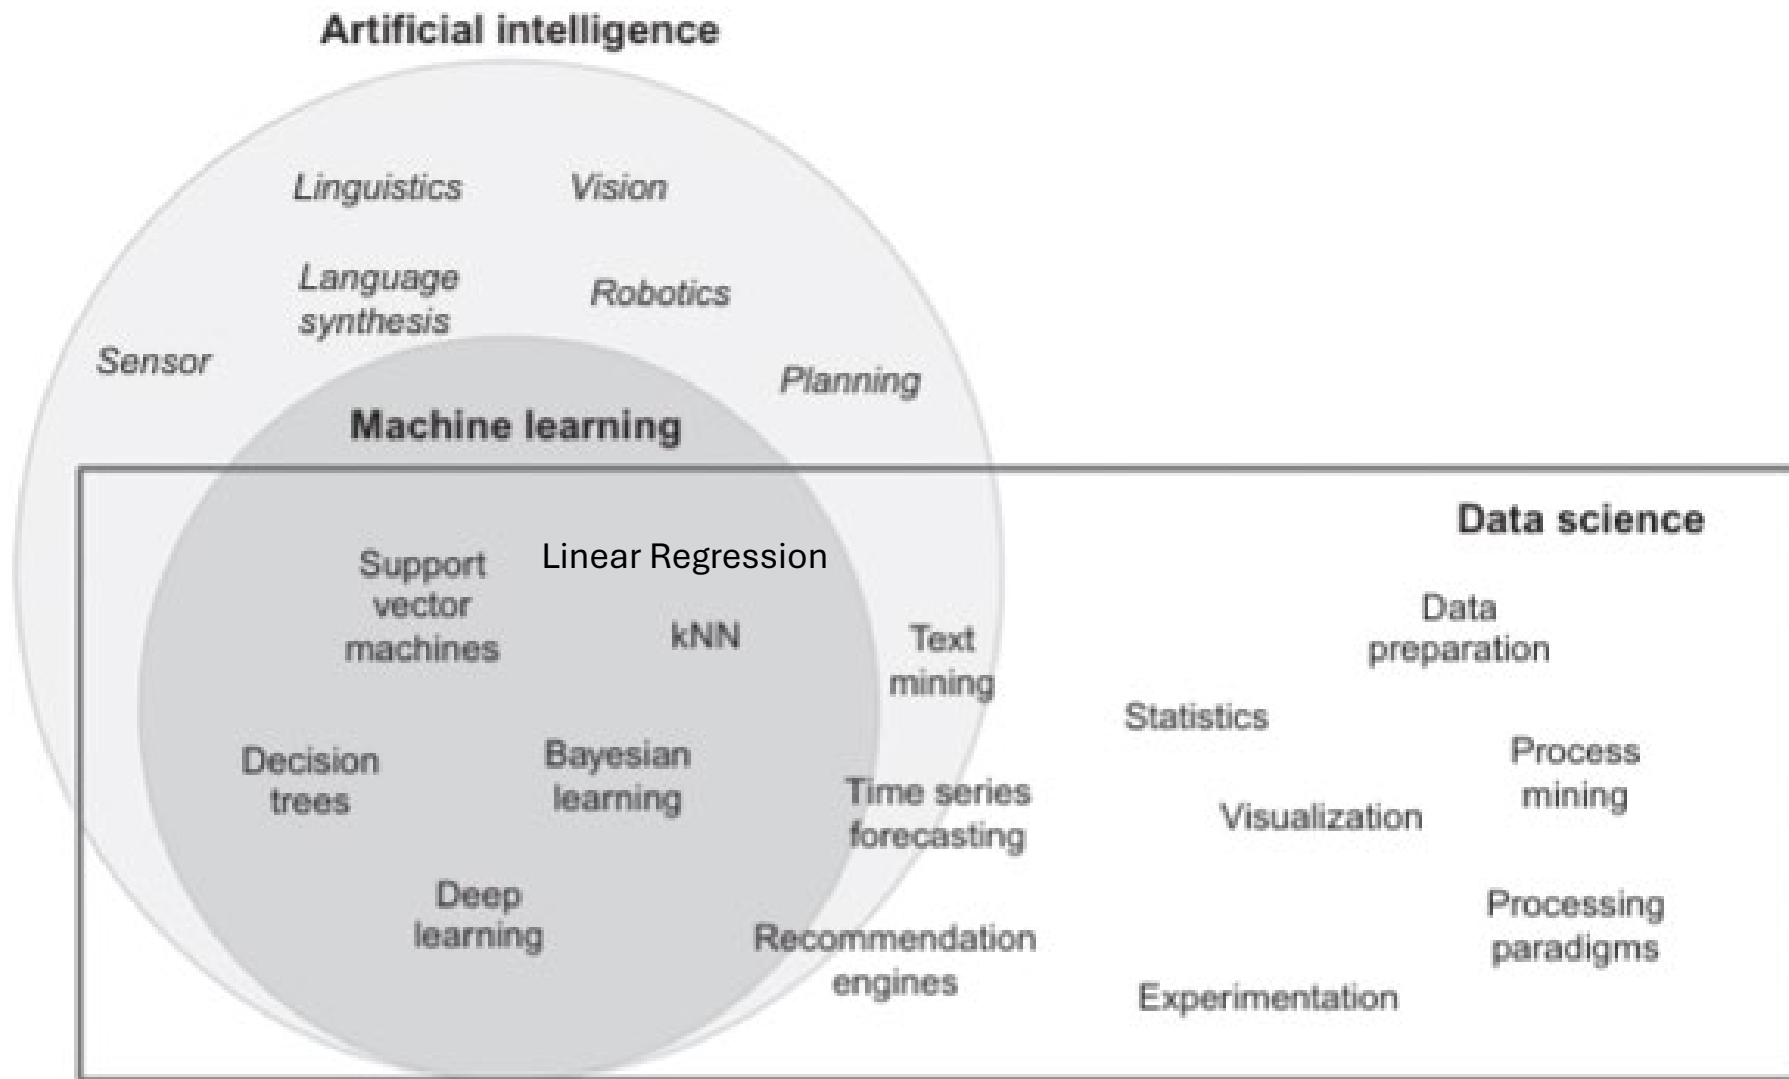 Artificial intelligence
Linguistics
Vision
Language
synthesis
Robotics
Sensor
Planning
Machine learning
Data science
Support
vector
machines
Linear Regression
kNN
Text
mining
Data
preparation
Statistics
Decision
trees
Bayesian
learning
Time series
forecasting
Visualization
Process
mining
Deep
learning
Recommendation
engines
Processing
paradigms
Experimentation